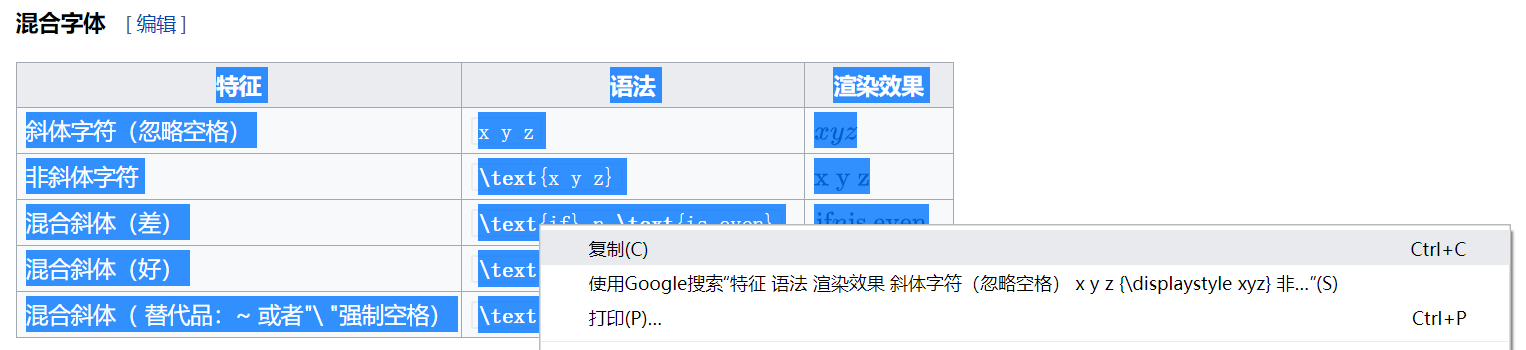 混合字体 [ 编辑 ]
特征 语法 渲染效果
斜体字符（忽略空格） x y z xyz
非斜体字符 \text{x y z} x y z
混合斜体（差） \text{if} n \text{is even} ifnis even
混合斜体（好） \text
混合斜体（ 替代品：~ 或者"\ "强制空格） \text
复制(C) Ctrl+C
使用Google搜索“特征 语法 渲染效果 斜体字符（忽略空格） x y z {\displaystyle xyz} 非...”(S)
打印(P)... Ctrl+P